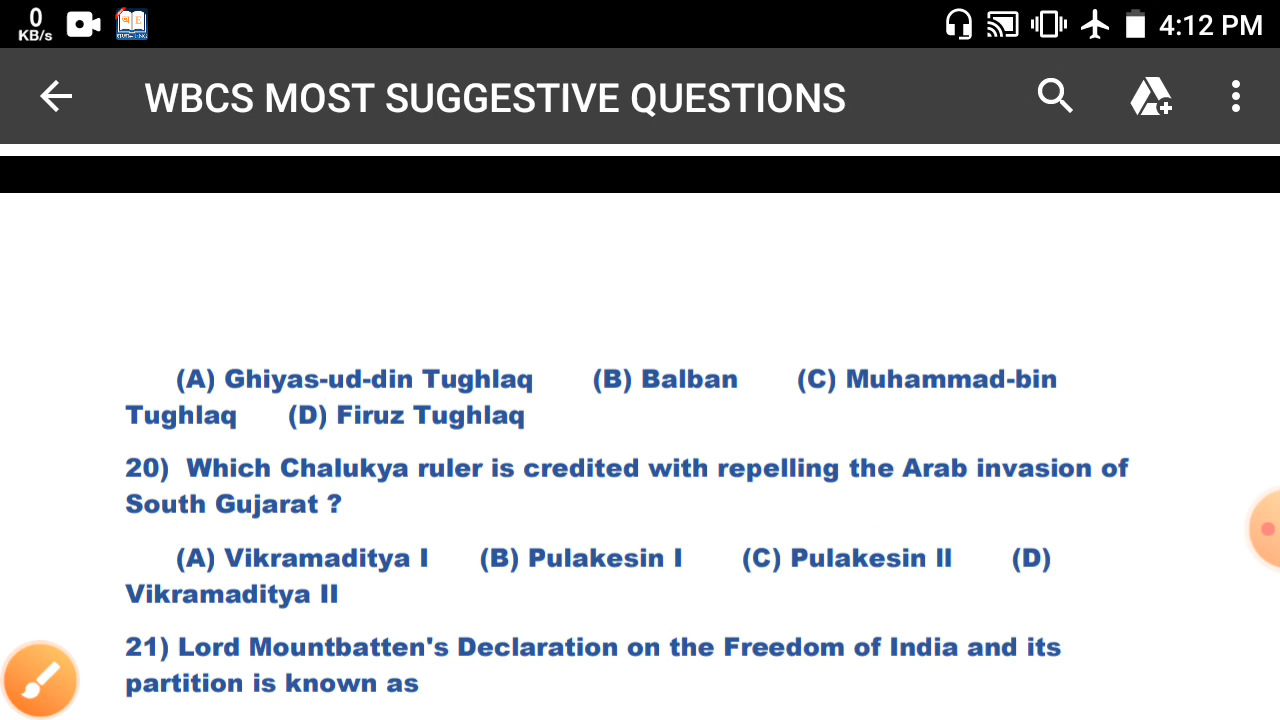 0
KB/s
4:12 PM
WBCS MOST SUGGESTIVE QUESTIONS
(A) Ghiyas-ud-din Tughlaq (B) Balban (C) Muhammad-bin
Tughlaq (D) Firuz Tughlaq
20) Which Chalukya ruler is credited with repelling the Arab invasion of
South Gujarat ?
(A) Vikramaditya I (B) Pulakesin I (C) Pulakesin II (D)
Vikramaditya II
21) Lord Mountbatten's Declaration on the Freedom of India and its
partition is known as